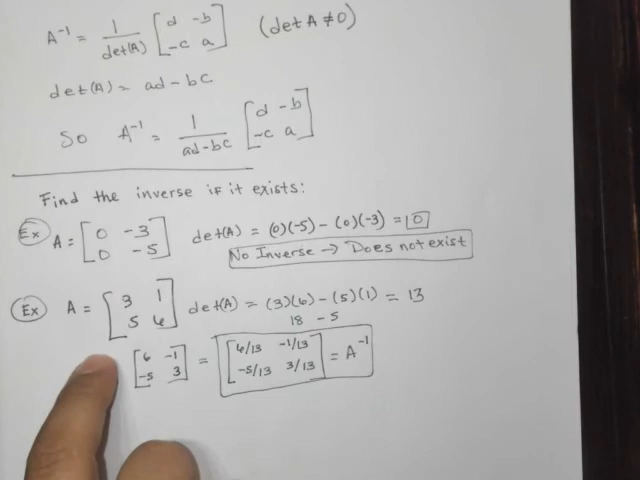 A⁻¹ = 1/det(A) [d -b; -c a] (det A ≠ 0)
det(A) = ad - bc
So A⁻¹ = 1/ad-bc [d -b; -c a]
Find the inverse if it exists:
Ex A = [0 -3; 0 -5] det(A) = (0)(-5) - (0)(-3) = 0
No Inverse → Does not exist
Ex A = [3 1; 5 6] det(A) = (3)(6) - (5)(1) = 13
18 - 5
[6 -1; -5 3] = [6/13 -1/13; -5/13 3/13] = A⁻¹